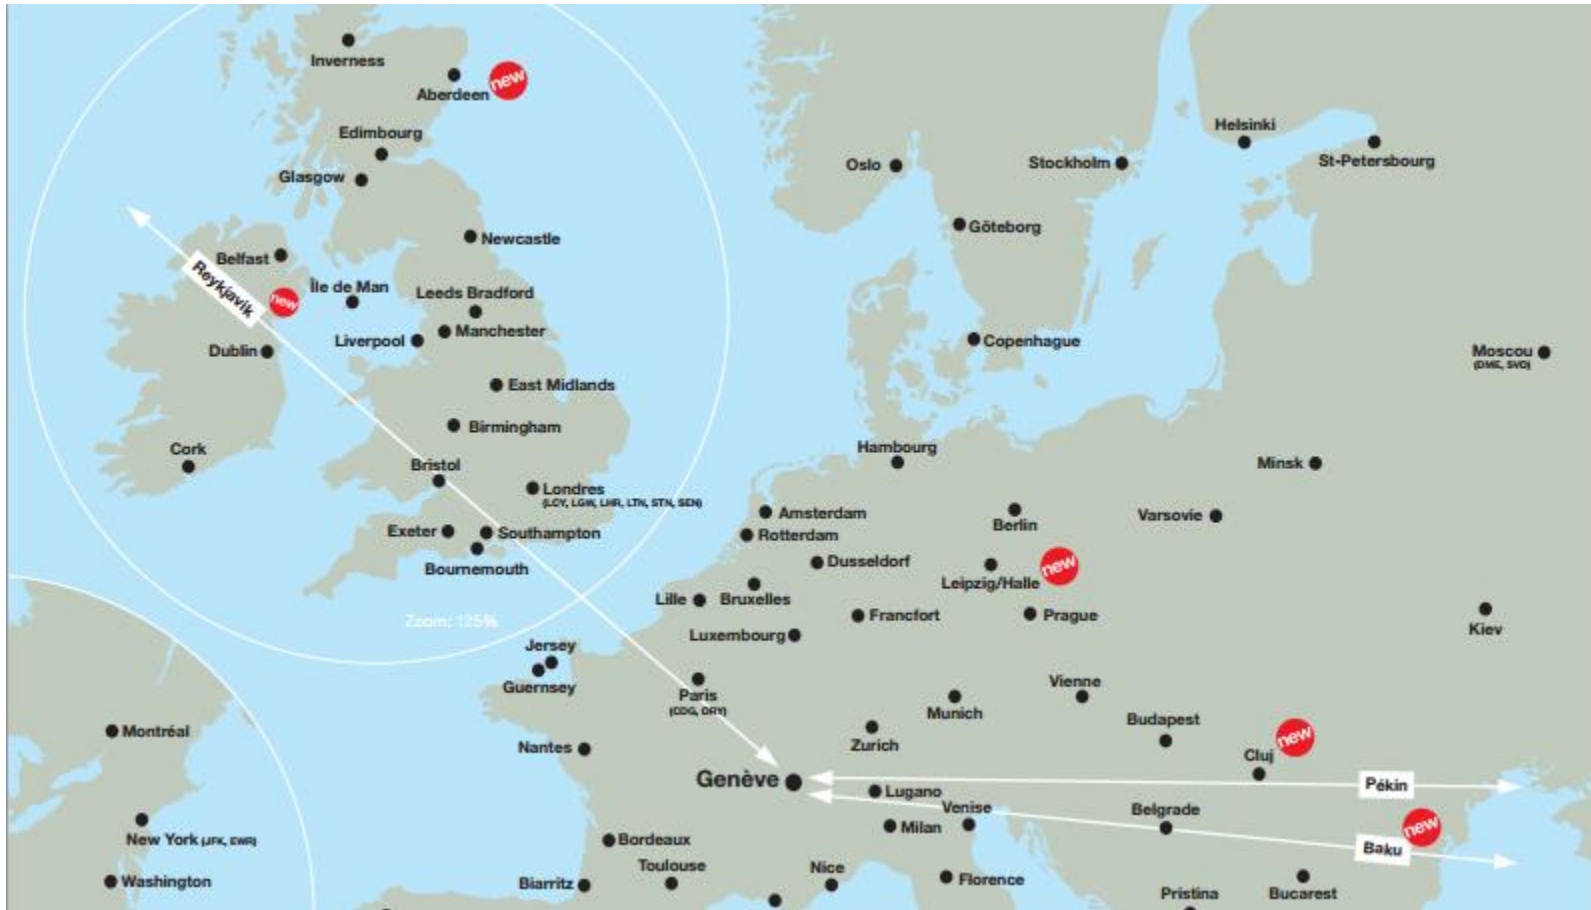 Inverness
new
Aberdeen
Edimbourg
Helsinki
Oslo
Stockholm
St-Petersbourg
Glasgow
Göteborg
Newcastle
Belfast
Reykjavik
new
Île de Man
Leeds Bradford
Manchester
Liverpool
Copenhague
Dublin
Moscou
(DME, SVO)
East Midlands
Birmingham
Hambourg
Cork
Bristol
Minsk
Londres
(LCY, LGW, LHR, LTN, STN, SEN)
Amsterdam
Berlin
Varsovie
Exeter
Southampton
Rotterdam
Bournemouth
Dusseldorf
new
Leipzig/Halle
Lille
Bruxelles
Zoom: 125%
Francfort
Prague
Luxembourg
Kiev
Jersey
Guernsey
Paris
(CDG, ORY)
Vienne
Munich
Budapest
Montréal
Nantes
Zurich
new
Cluj
Genève
Pékin
Lugano
Venise
Belgrade
Milan
new
Baku
New York (JFK, EWR)
Bordeaux
Toulouse
Nice
Washington
Biarritz
Florence
Pristina
Bucarest